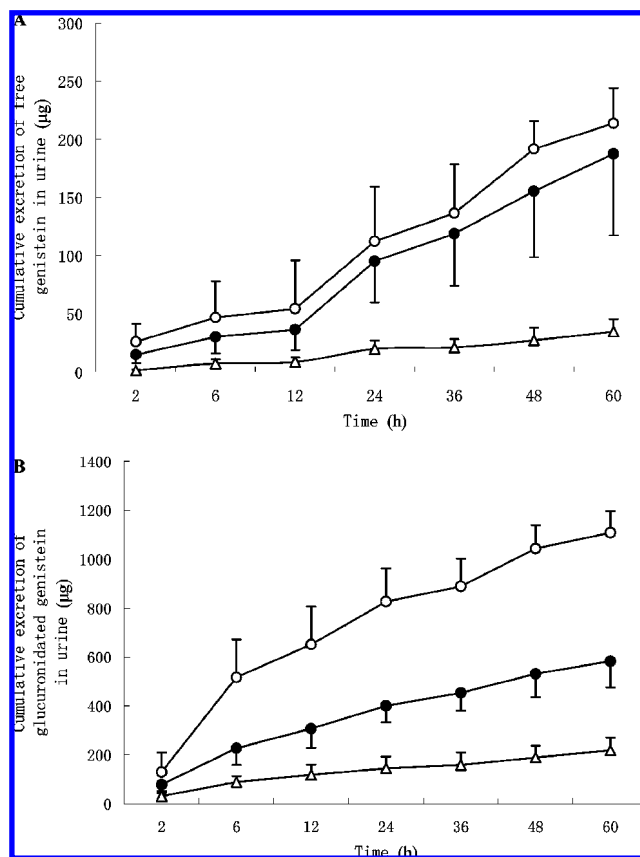 A
Cumulative excretion of free
genistein in urine (µg)
300
250
200
150
100
50
0
2 6 12 24 36 48 60
Time (h)
B
Cumulative excretion of
glucuronidated genistein
in urine (µg)
1400
1200
1000
800
600
400
200
0
2 6 12 24 36 48 60
Time (h)